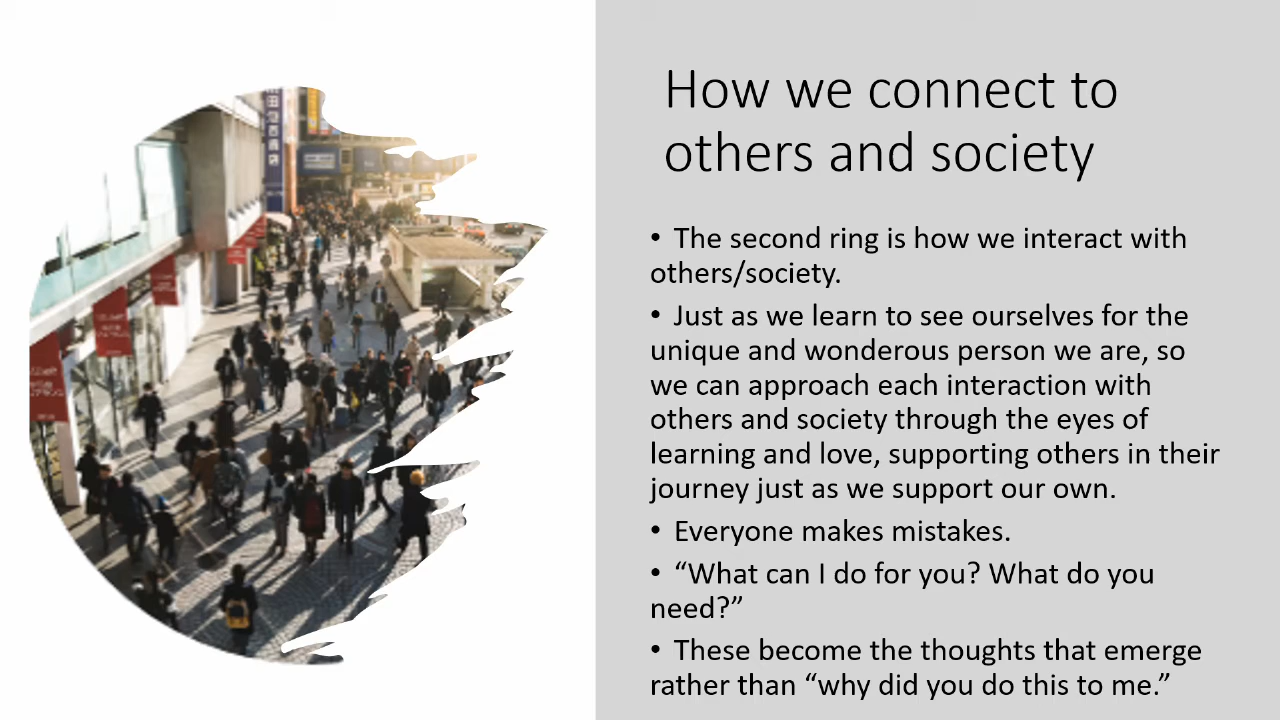 How we connect to
others and society
• The second ring is how we interact with
others/society.
• Just as we learn to see ourselves for the
unique and wonderous person we are, so
we can approach each interaction with
others and society through the eyes of
learning and love, supporting others in their
journey just as we support our own.
• Everyone makes mistakes.
• “What can I do for you? What do you
need?”
• These become the thoughts that emerge
rather than “why did you do this to me.”